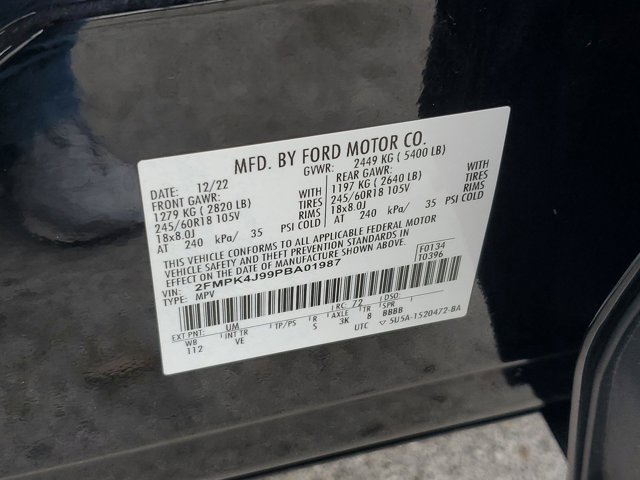 MFD. BY FORD MOTOR CO.
12/22 GVWR: 2449 KG ( 5400 LB)
FRONT GAWR: WITH REAR GAWR: WITH
1279 KG ( 2820 LB) TIRES 1197 KG ( 2640 LB) TIRES
245/60R18 105V RIMS 245/60R18 105V RIMS
18x8.0J PSI COLD 18x8.0J PSI COLD
AT 240 kPa/ 35 AT 240 kPa/ 35
THIS VEHICLE CONFORMS TO ALL APPLICABLE FEDERAL MOTOR
VEHICLE SAFETY AND THEFT PREVENTION STANDARDS IN
EFFECT ON THE DATE OF MANUFACTURE SHOWN ABOVE.
VIN: 2FMPK4J99PBA01987 F0134
TYPE: MPV T0396
EXT PNT: UM RC: 72 DSO:
WB INT TR TP/PS R AXLE TR SPR
112 VE S 3K 8 BBBB
UTC 5U5A-1520472-BA